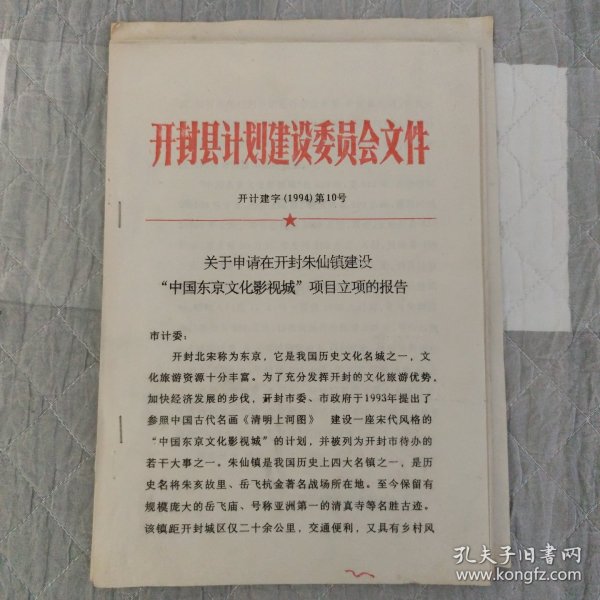 开封县计划建设委员会文件
开计建字(1994)第10号
关于申请在开封朱仙镇建设
“中国东京文化影视城”项目立项的报告
市计委：
开封北宋称为东京，它是我国历史文化名城之一，文
化旅游资源十分丰富。为了充分发挥开封的文化旅游优势，
加快经济发展的步伐，开封市委、市政府于1993年提出了
参照中国古代名画《清明上河图》 建设一座宋代风格的
“中国东京文化影视城”的计划，并被列为开封市待办的
若干大事之一。朱仙镇是我国历史上四大名镇之一，是历
史名将朱亥故里、岳飞抗金著名战场所在地。至今保留有
规模庞大的岳飞庙、号称亚洲第一的清真寺等名胜古迹。
该镇距开封城区仅二十余公里，交通便利，又具有乡村风
孔夫子旧书网
www.kongfz.com